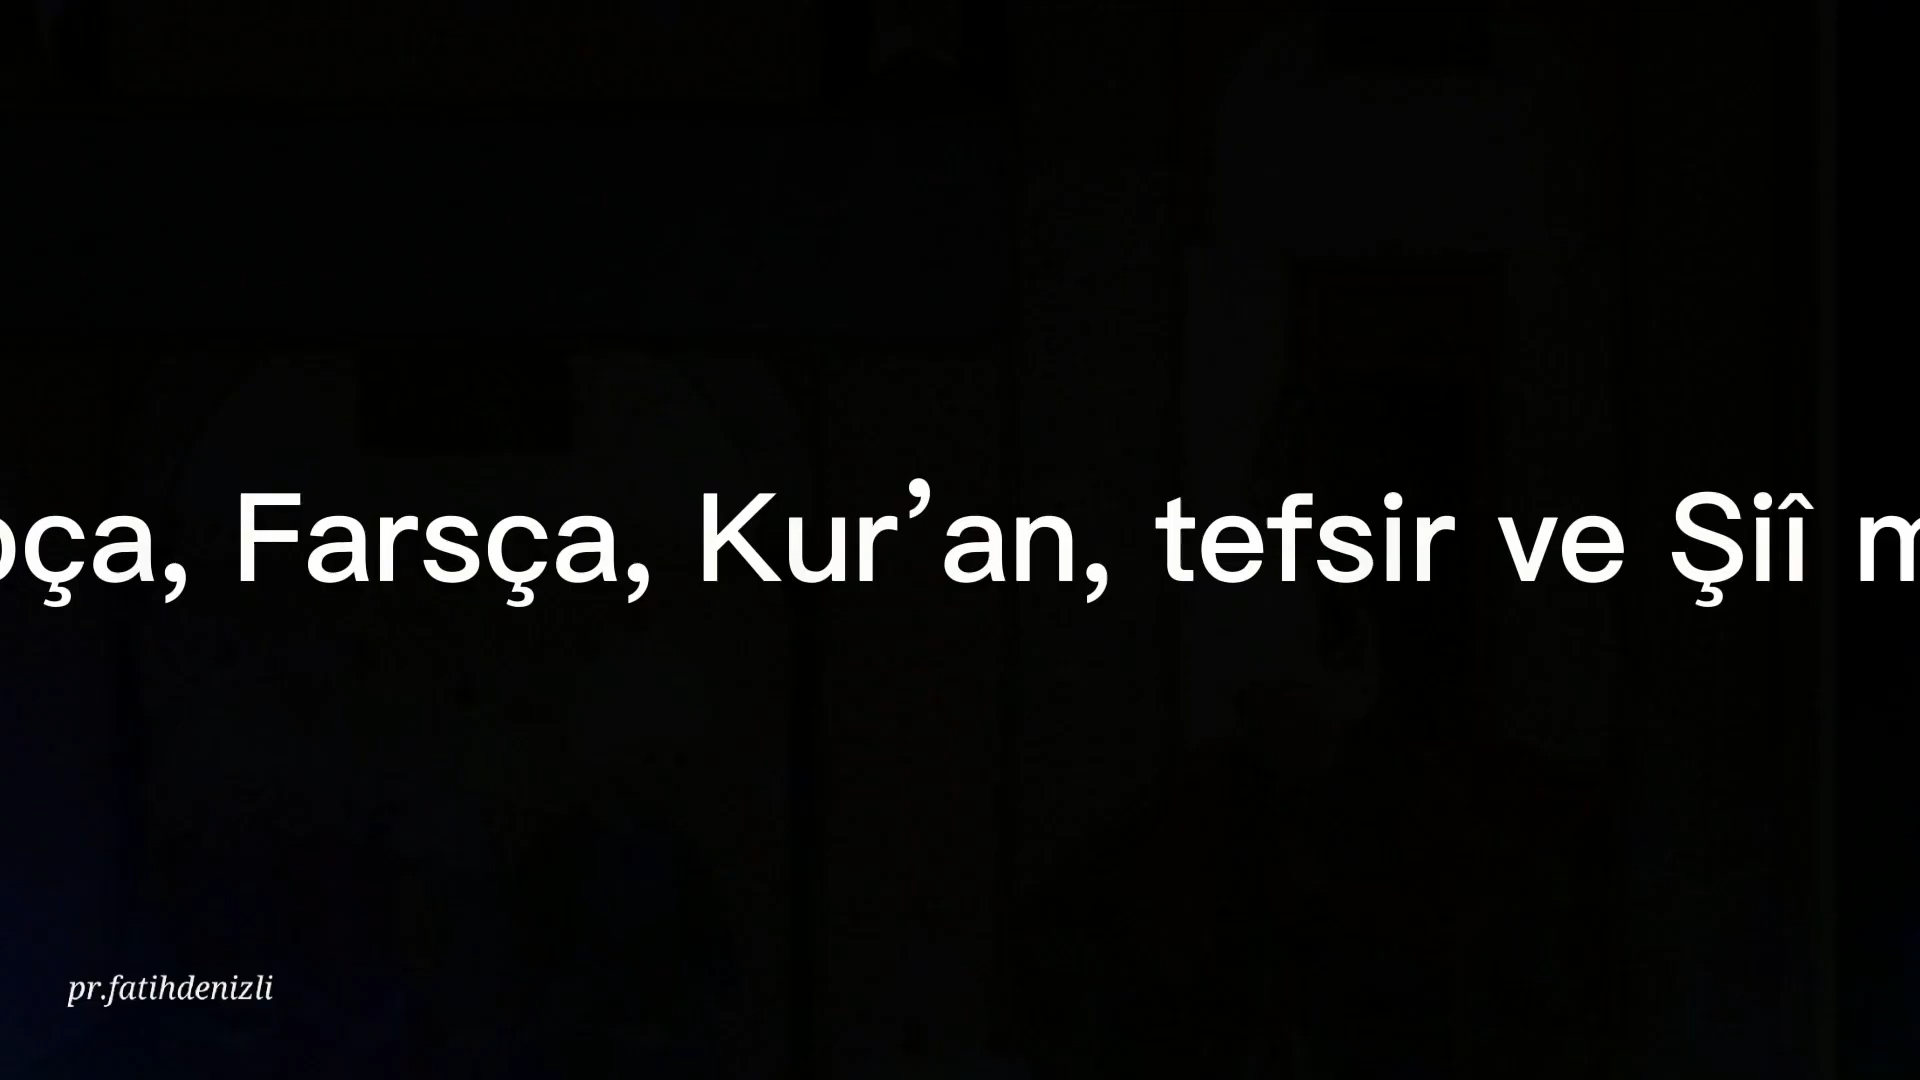 Farsça, Kur’an, tefsir ve Şiî
pr.fatihdenizli